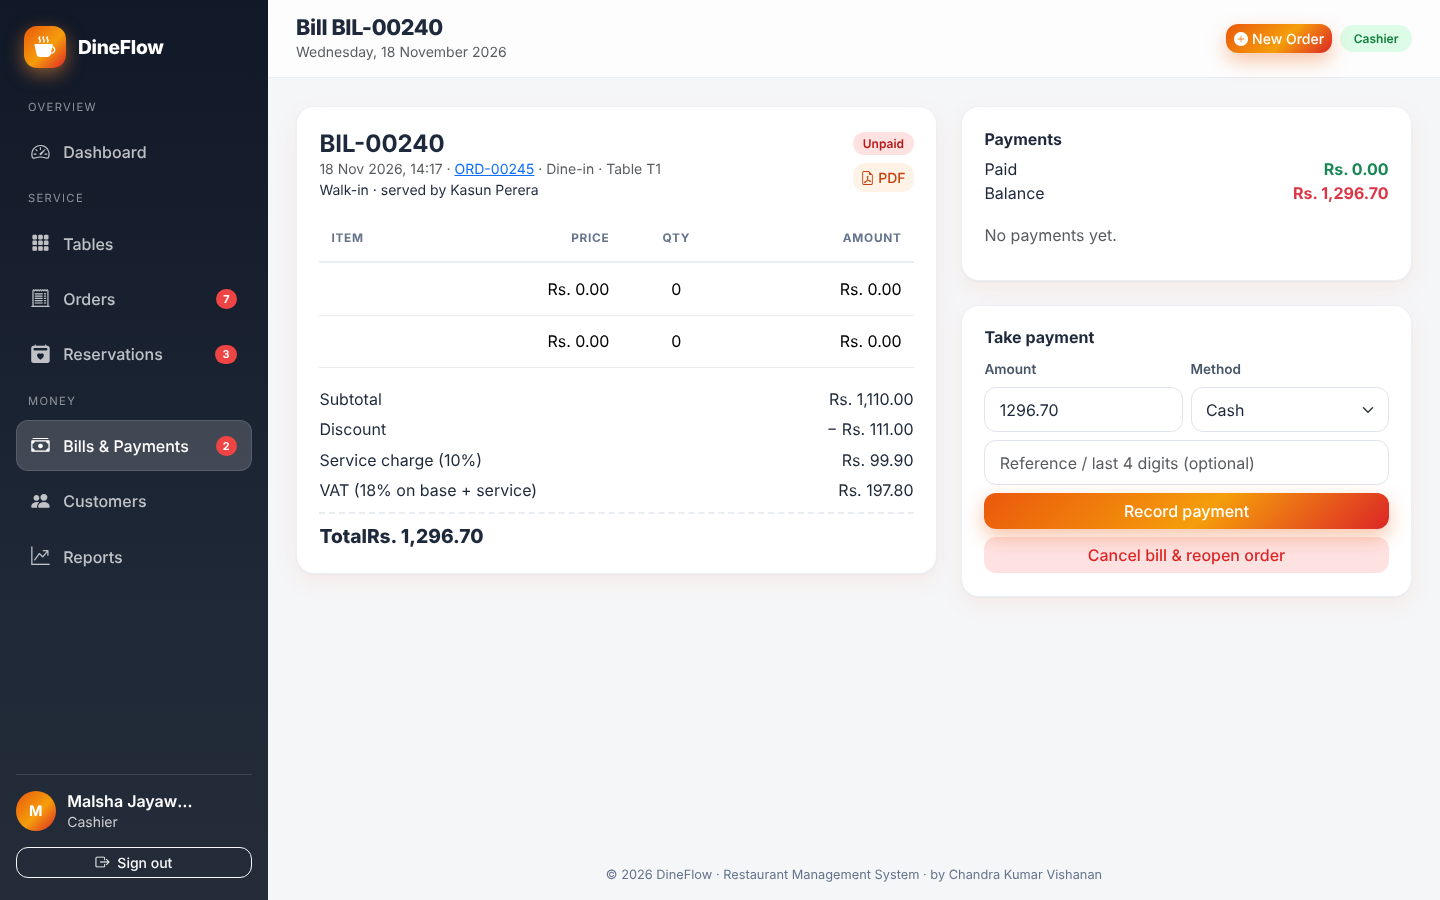 DineFlow
OVERVIEW
Dashboard
SERVICE
Tables
Orders 7
Reservations 3
MONEY
Bills & Payments 2
Customers
Reports
M
Malsha Jayaw...
Cashier
Sign out
Bill BIL-00240
Wednesday, 18 November 2026
New Order
Cashier
BIL-00240
Unpaid
18 Nov 2026, 14:17 · ORD-00245 · Dine-in · Table T1
PDF
Walk-in · served by Kasun Perera
ITEM PRICE QTY AMOUNT
Rs. 0.00 0 Rs. 0.00
Rs. 0.00 0 Rs. 0.00
Subtotal Rs. 1,110.00
Discount − Rs. 111.00
Service charge (10%) Rs. 99.90
VAT (18% on base + service) Rs. 197.80
TotalRs. 1,296.70
Payments
Paid Rs. 0.00
Balance Rs. 1,296.70
No payments yet.
Take payment
Amount Method
1296.70 Cash
Reference / last 4 digits (optional)
Record payment
Cancel bill & reopen order
© 2026 DineFlow · Restaurant Management System · by Chandra Kumar Vishanan